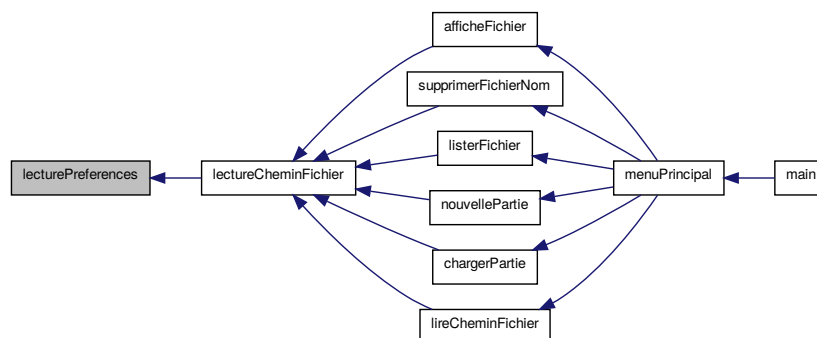 afficheFichier
supprimerFichierNom
listerFichier
lecturePreferences
lectureCheminFichier
menuPrincipal
main
nouvellePartie
chargerPartie
lireCheminFichier